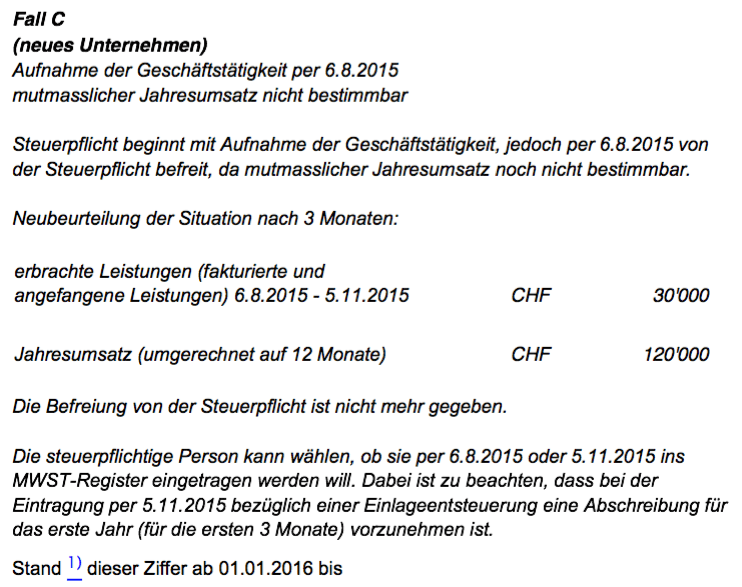 Fall C
(neues Unternehmen)
Aufnahme der Geschäftstätigkeit per 6.8.2015
mutmasslicher Jahresumsatz nicht bestimmbar
Steuerpflicht beginnt mit Aufnahme der Geschäftstätigkeit, jedoch per 6.8.2015 von
der Steuerpflicht befreit, da mutmasslicher Jahresumsatz noch nicht bestimmbar.
Neubeurteilung der Situation nach 3 Monaten:
erbrachte Leistungen (fakturierte und
angefangene Leistungen) 6.8.2015 - 5.11.2015 CHF 30'000
Jahresumsatz (umgerechnet auf 12 Monate) CHF 120'000
Die Befreiung von der Steuerpflicht ist nicht mehr gegeben.
Die steuerpflichtige Person kann wählen, ob sie per 6.8.2015 oder 5.11.2015 ins
MWST-Register eingetragen werden will. Dabei ist zu beachten, dass bei der
Eintragung per 5.11.2015 bezüglich einer Einlageentsteuerung eine Abschreibung für
das erste Jahr (für die ersten 3 Monate) vorzunehmen ist.
Stand 1) dieser Ziffer ab 01.01.2016 bis